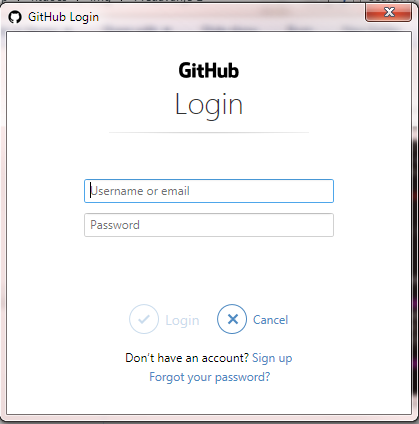 GitHub Login
GitHub
Login
Username or email
Password
Login Cancel
Don't have an account? Sign up
Forgot your password?